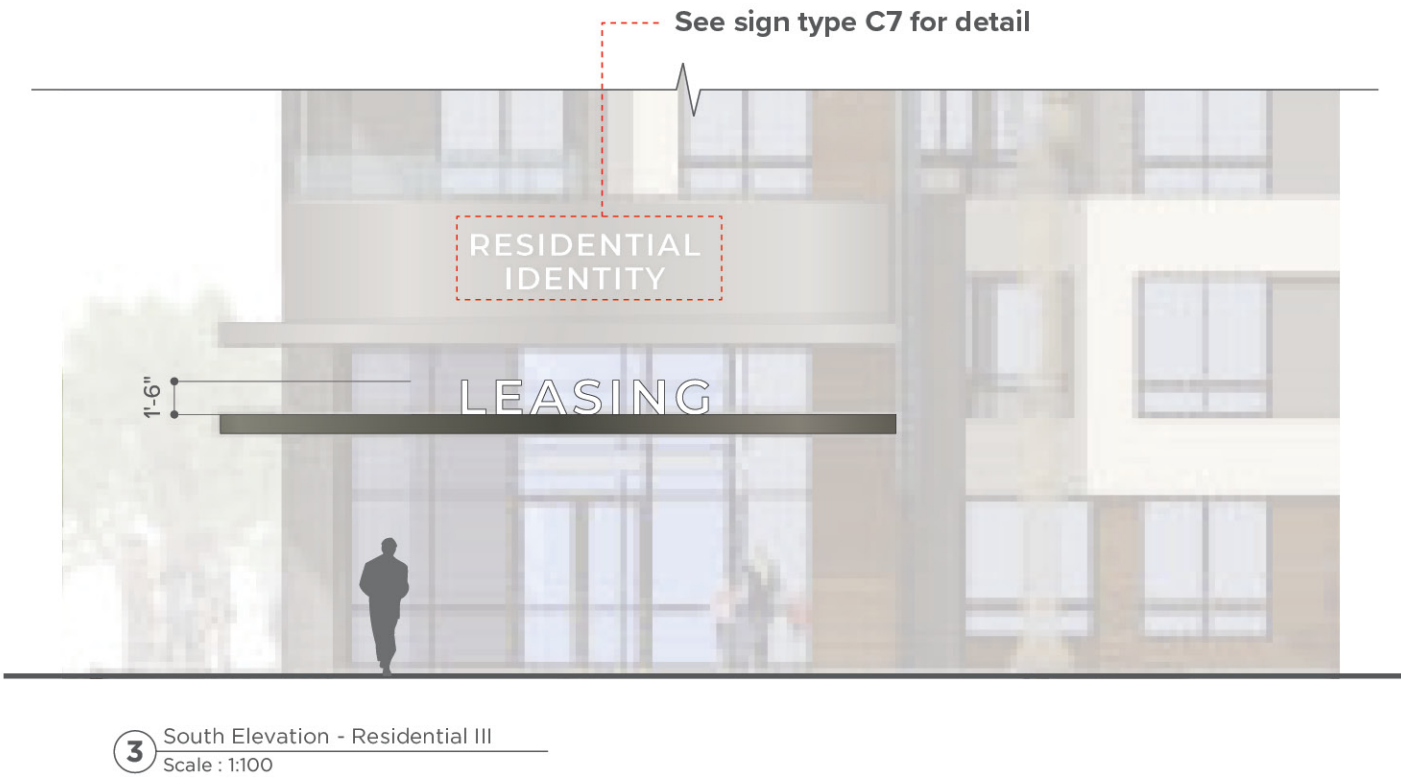 See sign type C7 for detail
RESIDENTIAL
IDENTITY
1'-6"
LEASING
3
South Elevation - Residential III
Scale : 1:100